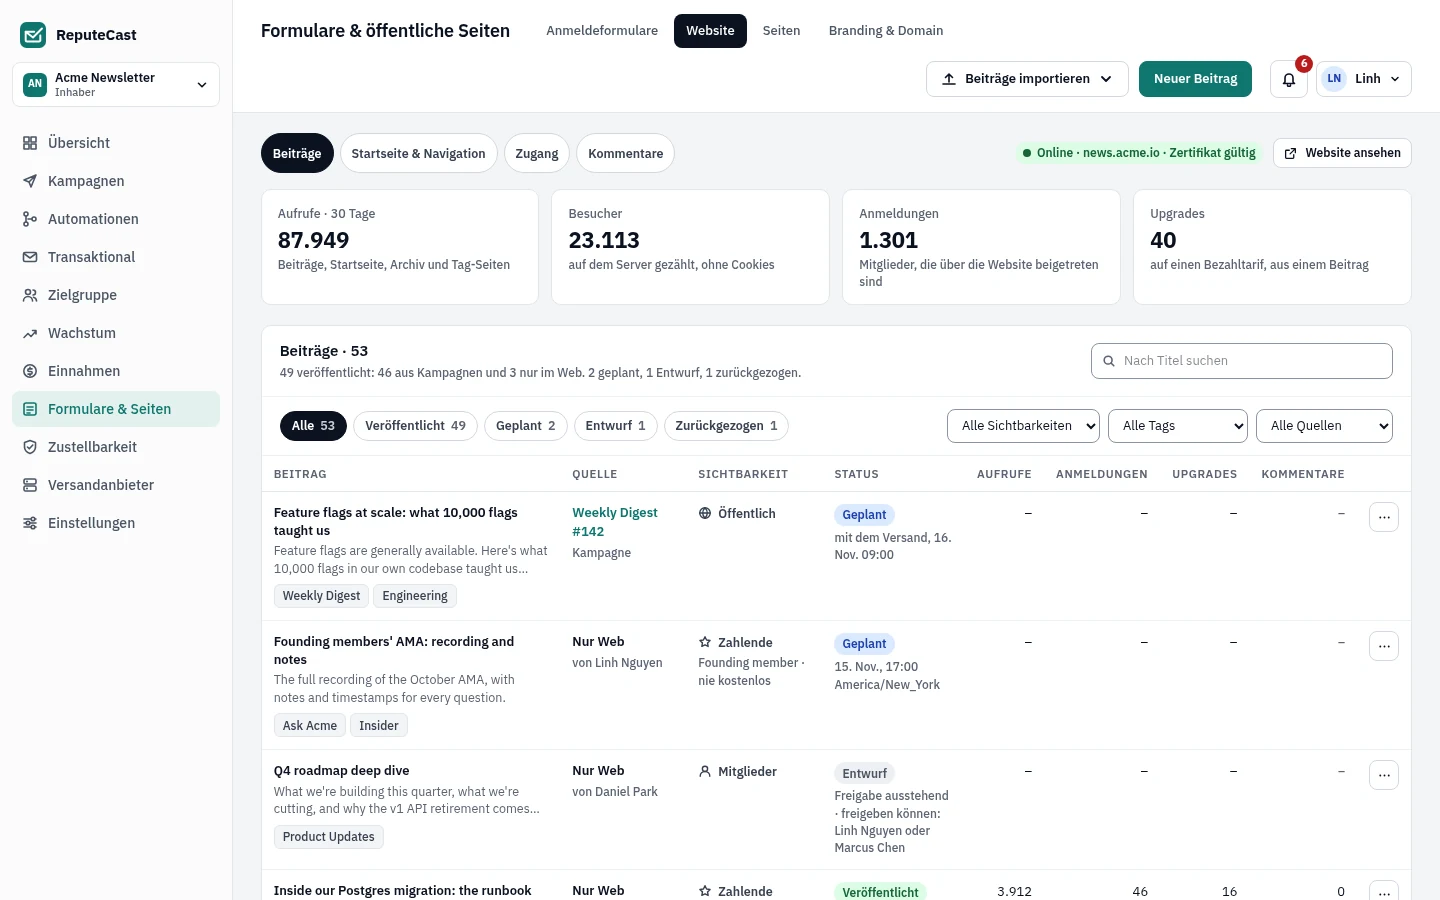 ReputeCast
AN
Acme Newsletter
Inhaber
Übersicht
Kampagnen
Automationen
Transaktional
Zielgruppe
Wachstum
Einnahmen
Formulare & Seiten
Zustellbarkeit
Versandanbieter
Einstellungen
Formulare & öffentliche Seiten
Anmeldeformulare
Website
Seiten
Branding & Domain
Beiträge importieren
Neuer Beitrag
6
LN
Linh
Beiträge
Startseite & Navigation
Zugang
Kommentare
Online · news.acme.io · Zertifikat gültig
Website ansehen
Aufrufe · 30 Tage
87.949
Beiträge, Startseite, Archiv und Tag-Seiten
Besucher
23.113
auf dem Server gezählt, ohne Cookies
Anmeldungen
1.301
Mitglieder, die über die Website beigetreten
sind
Upgrades
40
auf einen Bezahltarif, aus einem Beitrag
Beiträge · 53
49 veröffentlicht: 46 aus Kampagnen und 3 nur im Web. 2 geplant, 1 Entwurf, 1 zurückgezogen.
Nach Titel suchen
Alle 53
Veröffentlicht 49
Geplant 2
Entwurf 1
Zurückgezogen 1
Alle Sichtbarkeiten
Alle Tags
Alle Quellen
BEITRAG QUELLE SICHTBARKEIT STATUS AUFRUFE ANMELDUNGEN UPGRADES KOMMENTARE
Feature flags at scale: what 10,000 flags
taught us
Feature flags are generally available. Here's what
10,000 flags in our own codebase taught us...
Weekly Digest
Engineering
Weekly Digest
#142
Kampagne
Öffentlich
Geplant
mit dem Versand, 16.
Nov. 09:00
– – – –
...
Founding members' AMA: recording and
notes
The full recording of the October AMA, with
notes and timestamps for every question.
Ask Acme
Insider
Nur Web
von Linh Nguyen
Zahlende
Founding member ·
nie kostenlos
Geplant
15. Nov., 17:00
America/New_York
– – – –
...
Q4 roadmap deep dive
What we're building this quarter, what we're
cutting, and why the v1 API retirement comes...
Product Updates
Nur Web
von Daniel Park
Mitglieder
Entwurf
Freigabe ausstehend
· freigeben können:
Linh Nguyen oder
Marcus Chen
– – – –
...
Inside our Postgres migration: the runbook
Nur Web
Zahlende
Veröffentlicht
3.912 46 16 0
...